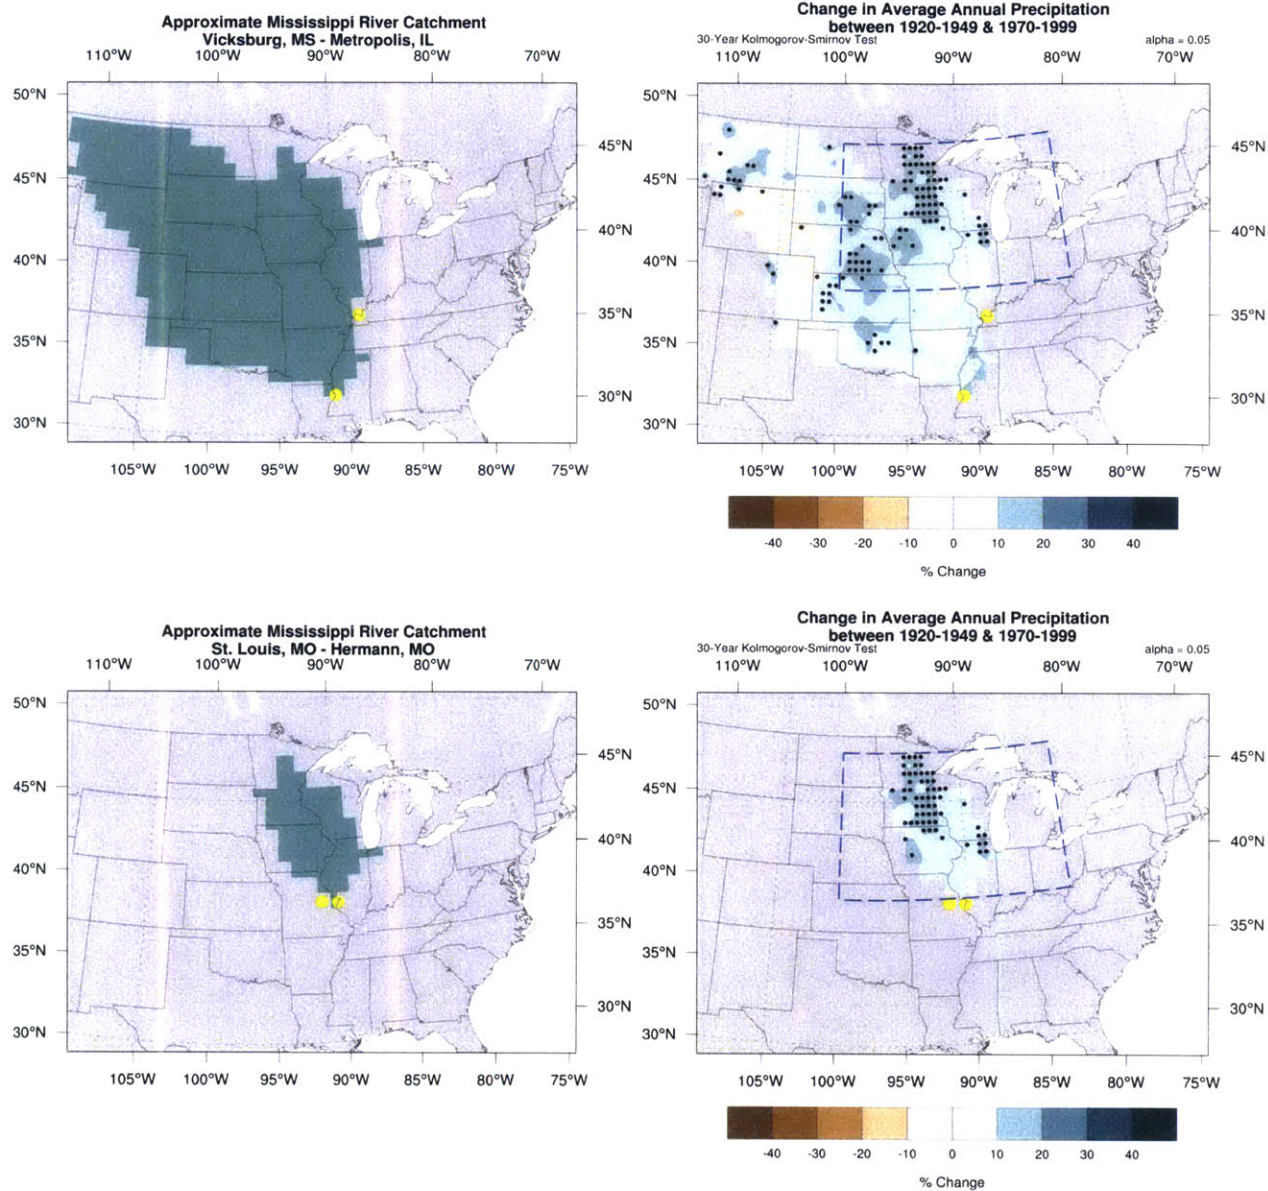 Approximate Mississippi River Catchment
Vicksburg, MS - Metropolis, IL
110°W 100°W 90°W 80°W 70°W
50°N
45°N
45°N
40°N
40°N
35°N
35°N
30°N
30°N
105°W 100°W 95°W 90°W 85°W 80°W 75°W
Change in Average Annual Precipitation
between 1920-1949 & 1970-1999
30-Year Kolmogorov-Smirnov Test alpha = 0.05
110°W 100°W 90°W 80°W 70°W
50°N
45°N
45°N
40°N
40°N
35°N
35°N
30°N
30°N
105°W 100°W 95°W 90°W 85°W 80°W 75°W
-40 -30 -20 -10 0 10 20 30 40
% Change
Approximate Mississippi River Catchment
St. Louis, MO - Hermann, MO
110°W 100°W 90°W 80°W 70°W
50°N
45°N
45°N
40°N
40°N
35°N
30°N
30°N
105°W 100°W 95°W 90°W 85°W 80°W 75°W
Change in Average Annual Precipitation
between 1920-1949 & 1970-1999
30-Year Kolmogorov-Smirnov Test alpha = 0.05
110°W 100°W 90°W 80°W 70°W
50°N
45°N
45°N
40°N
40°N
35°N
35°N
30°N
30°N
105°W 100°W 95°W 90°W 85°W 80°W 75°W
-40 -30 -20 -10 0 10 20 30 40
% Change